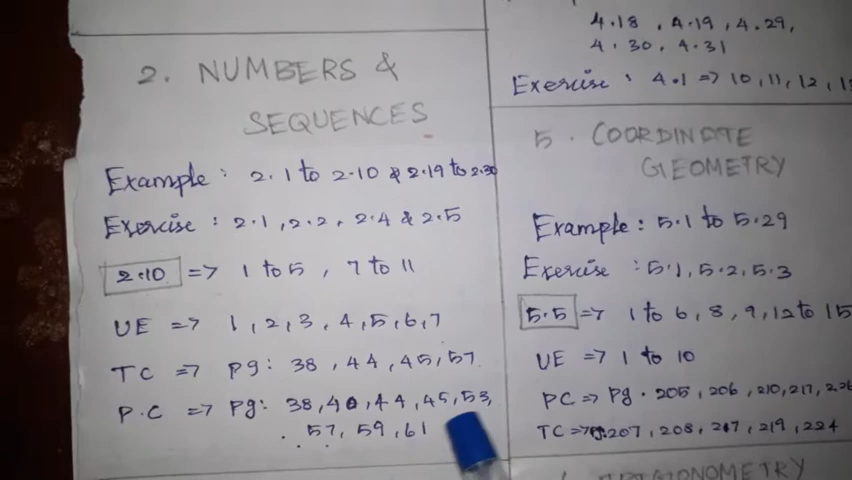 2. NUMBERS &
SEQUENCES
Example : 2.1 to 2.10 & 2.19 to 2.30
Exercise : 2.1, 2.2, 2.4 & 2.5
2.10 => 1 to 5, 7 to 11
UE => 1, 2, 3, 4, 5, 6, 7
TC => Pg: 38, 44, 45, 57
P.C => Pg: 38, 40, 44, 45, 53,
57, 59, 61
4.18, 4.19, 4.29,
4.30, 4.31
Exercise : 4.1 => 10, 11, 12,
5. COORDINATE
GEOMETRY
Example : 5.1 to 5.29
Exercise : 5.1, 5.2, 5.3
5.5 => 1 to 6, 8, 9, 12 to 15
UE => 1 to 10
PC => Pg. 205, 206, 210, 217,
TC => Pg. 207, 208, 217, 219, 224
TRIGIONOMETRY